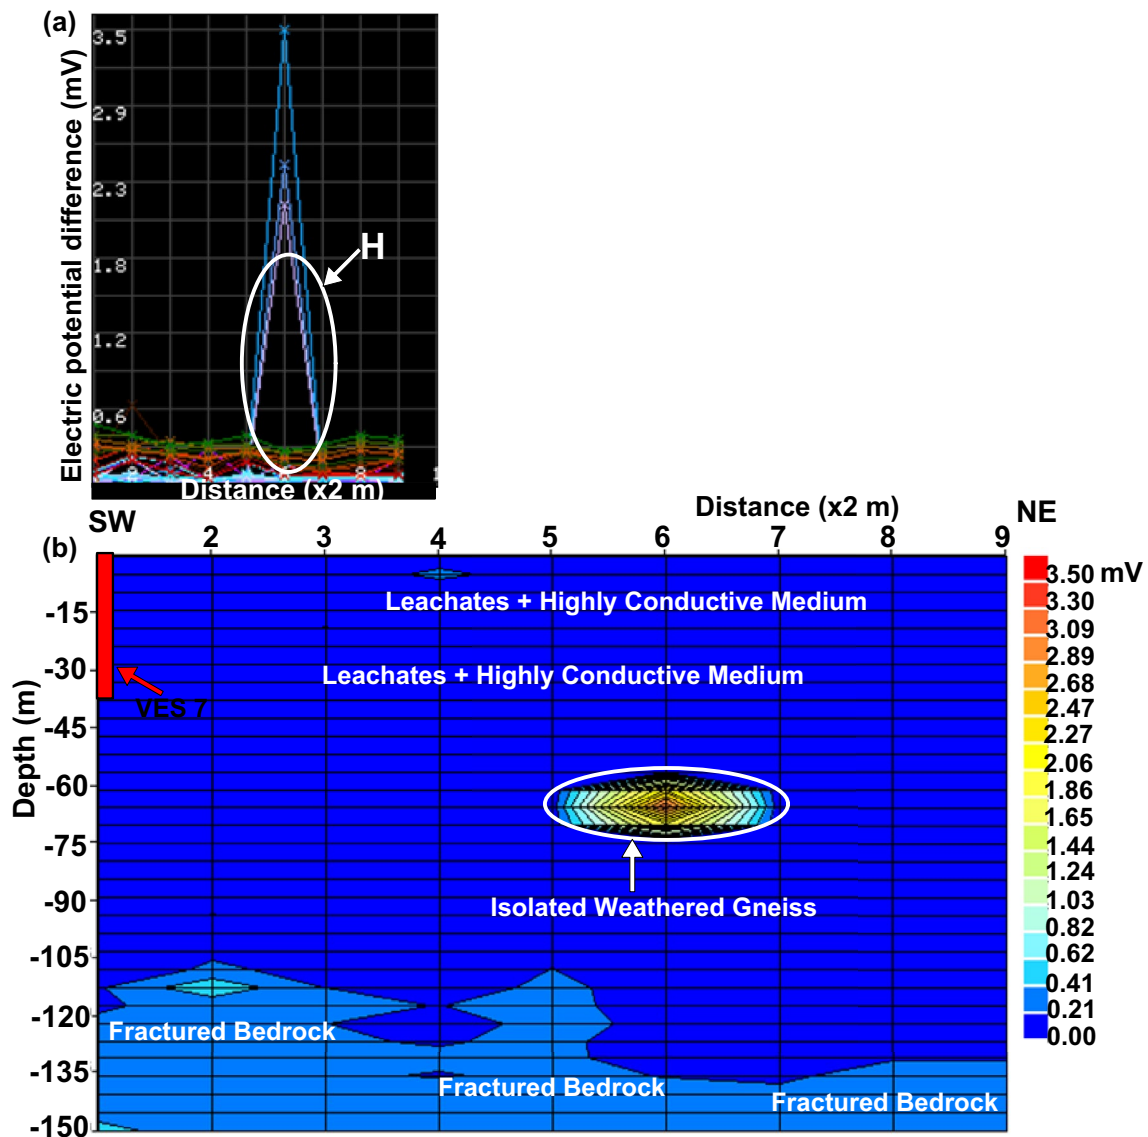 (a)
Electric potential difference (mV)
3.5
2.9
2.3
1.8
1.2
0.6
H
2 4 6 8 1
Distance (x2 m)
Distance (x2 m)
SW NE
(b)
2 3 4 5 6 7 8 9
Depth (m)
-15
-30
-45
-60
-75
-90
-105
-120
-135
-150
Leachates + Highly Conductive Medium
Leachates + Highly Conductive Medium
VES 7
Isolated Weathered Gneiss
Fractured Bedrock
Fractured Bedrock
Fractured Bedrock
3.50 mV
3.30
3.09
2.89
2.68
2.47
2.27
2.06
1.86
1.65
1.44
1.24
1.03
0.82
0.62
0.41
0.21
0.00